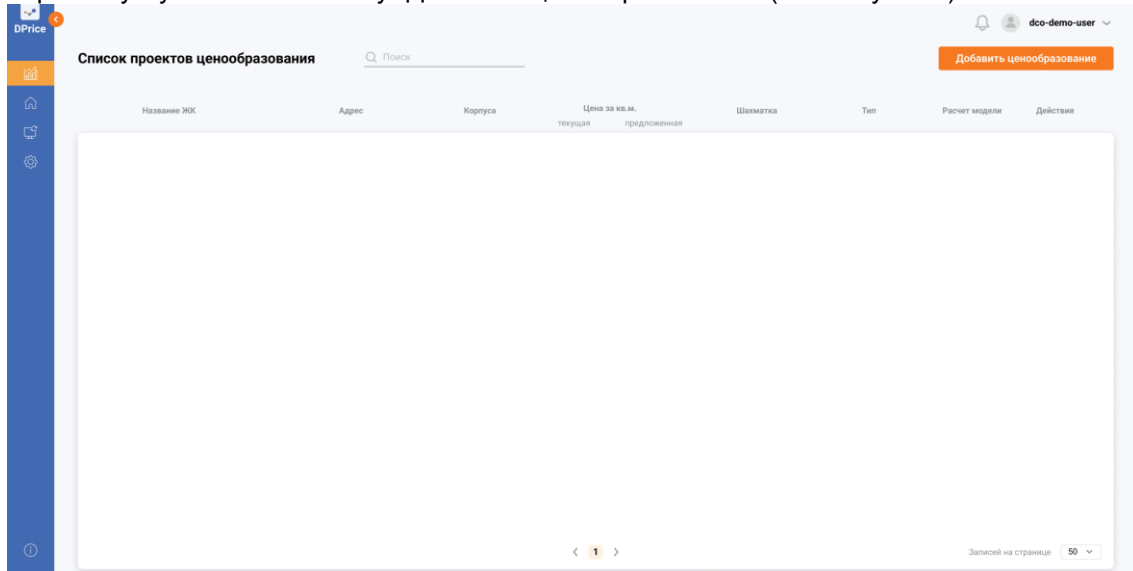 DPrice
dco-demo-user
Список проектов ценообразования
Поиск
Добавить ценообразование
Название ЖК Адрес Корпуса Цена за кв.м. Шахматка Тип Расчет модели Действия
текущая предложенная
1
Записей на странице 50